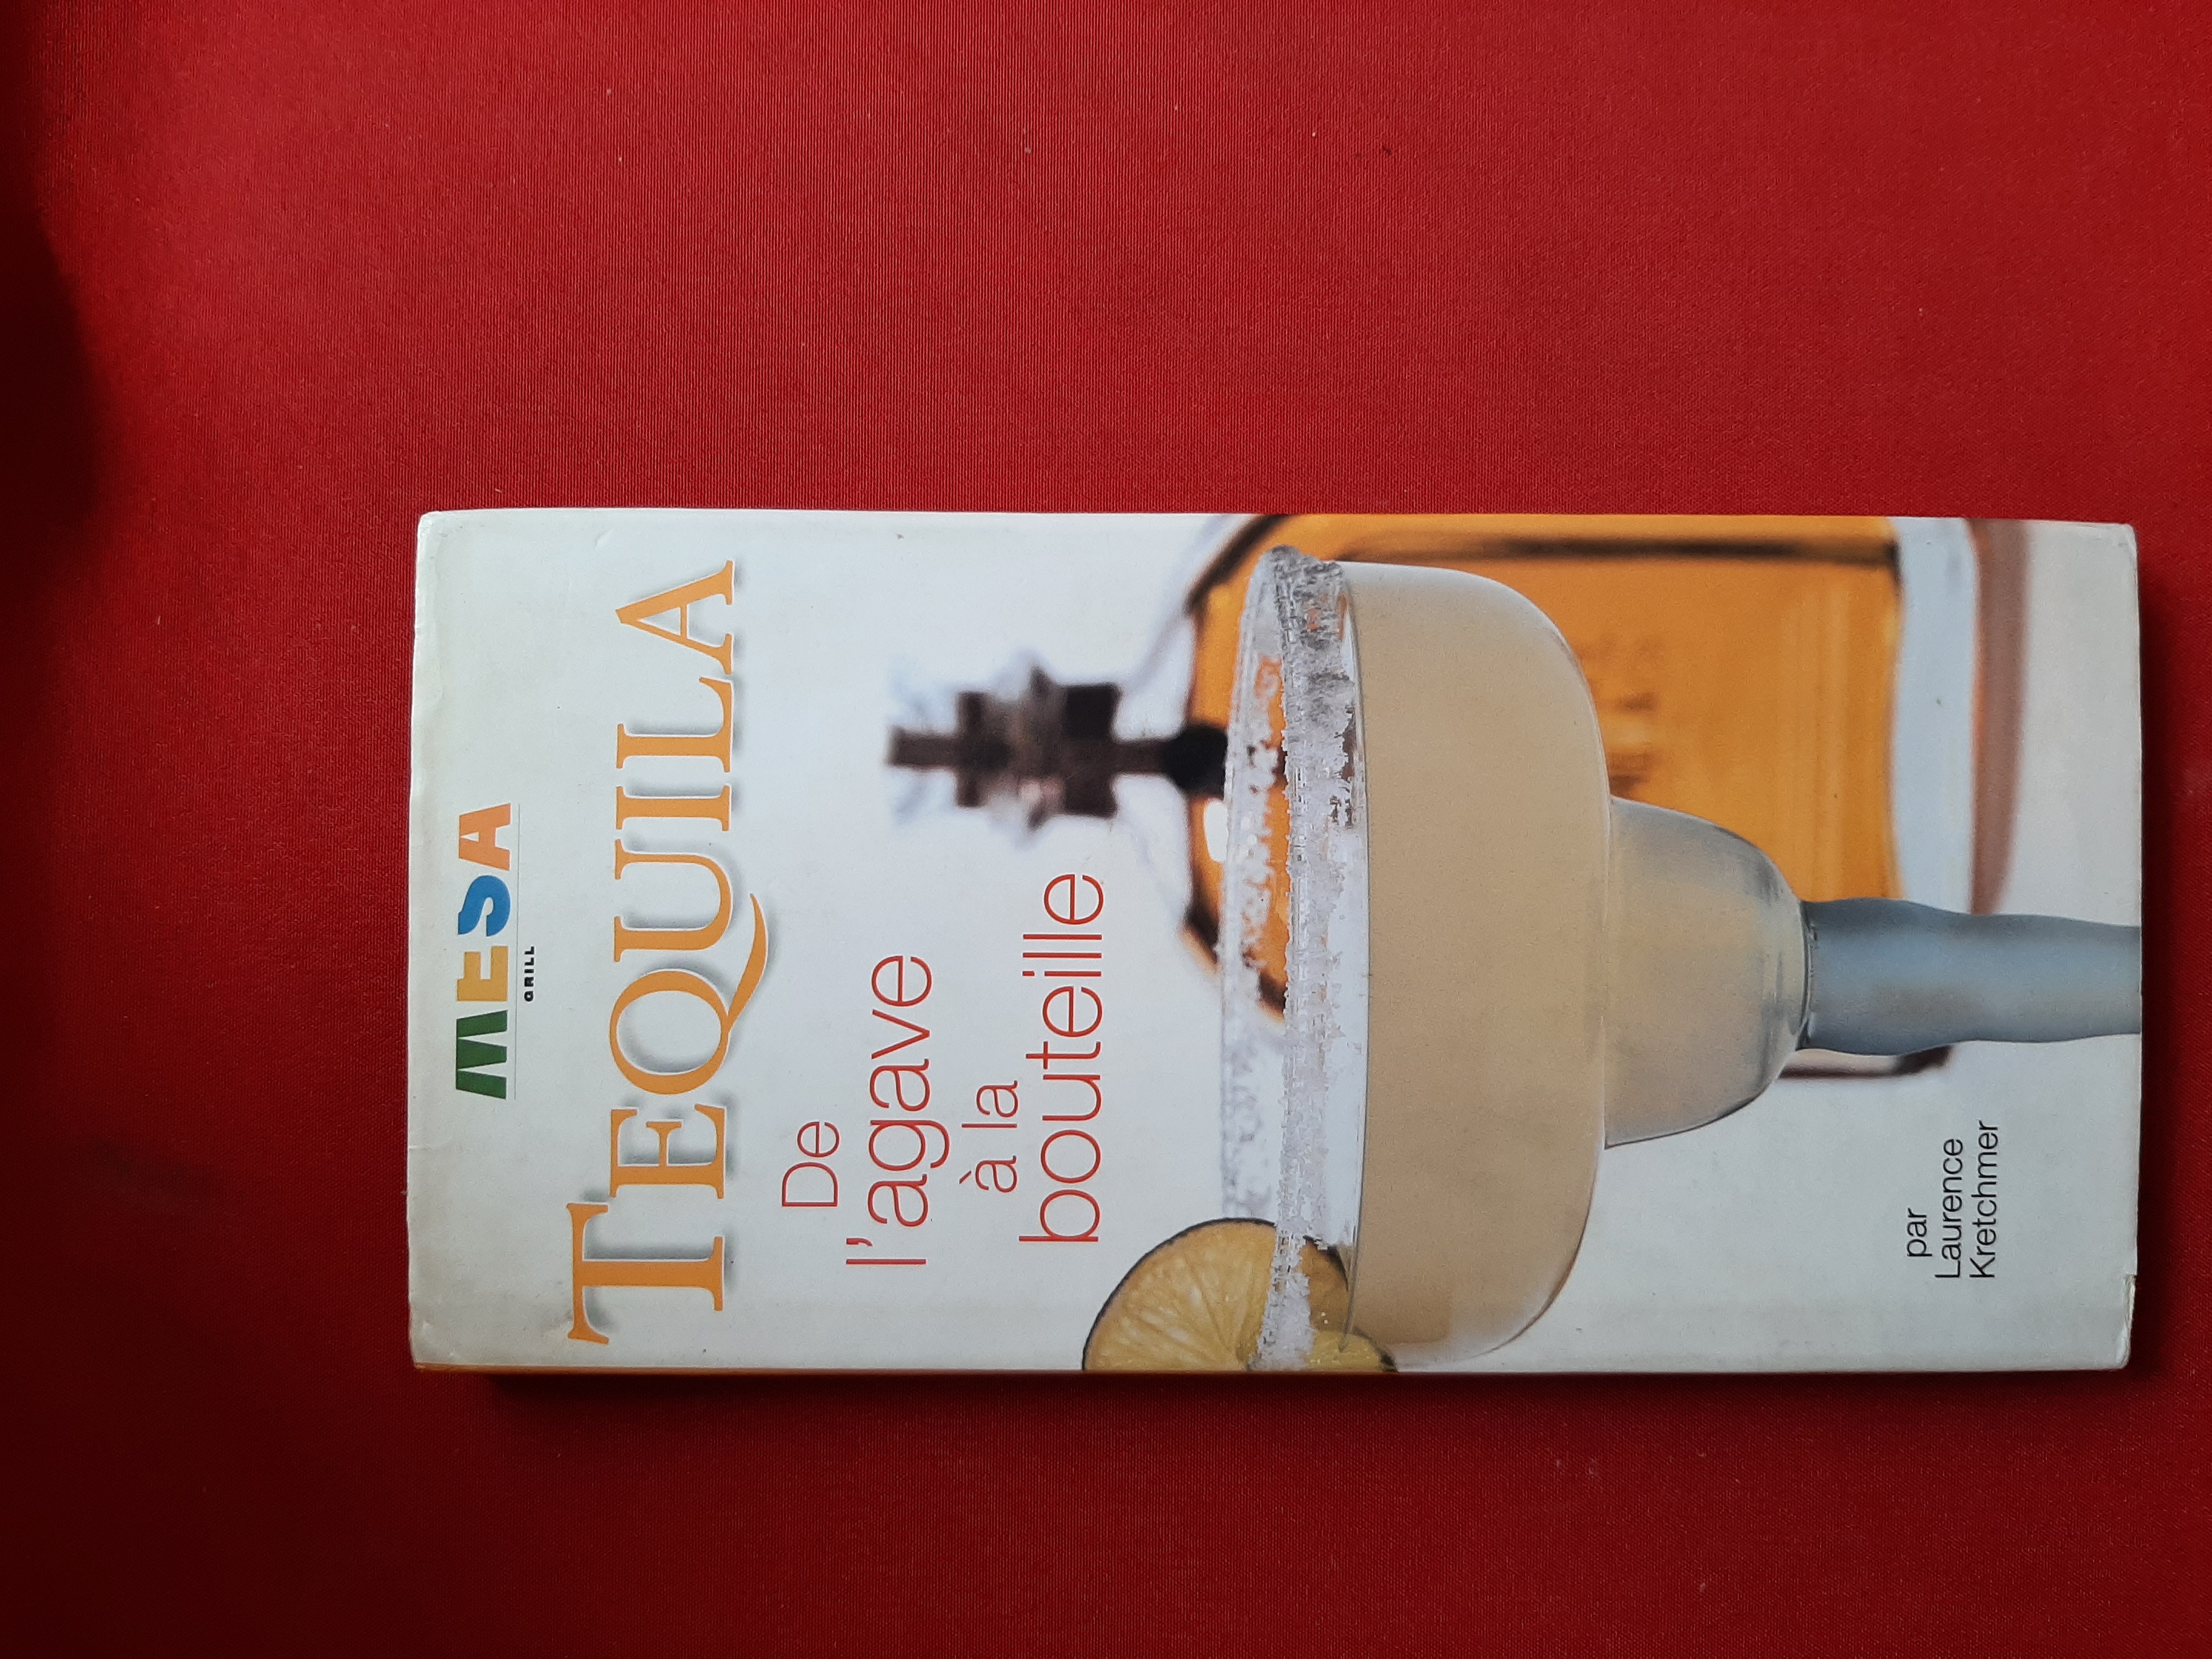 MESA
GRILL
TEQUILA
De
l'agave
à la
bouteille
par
Laurence
Kretchmer